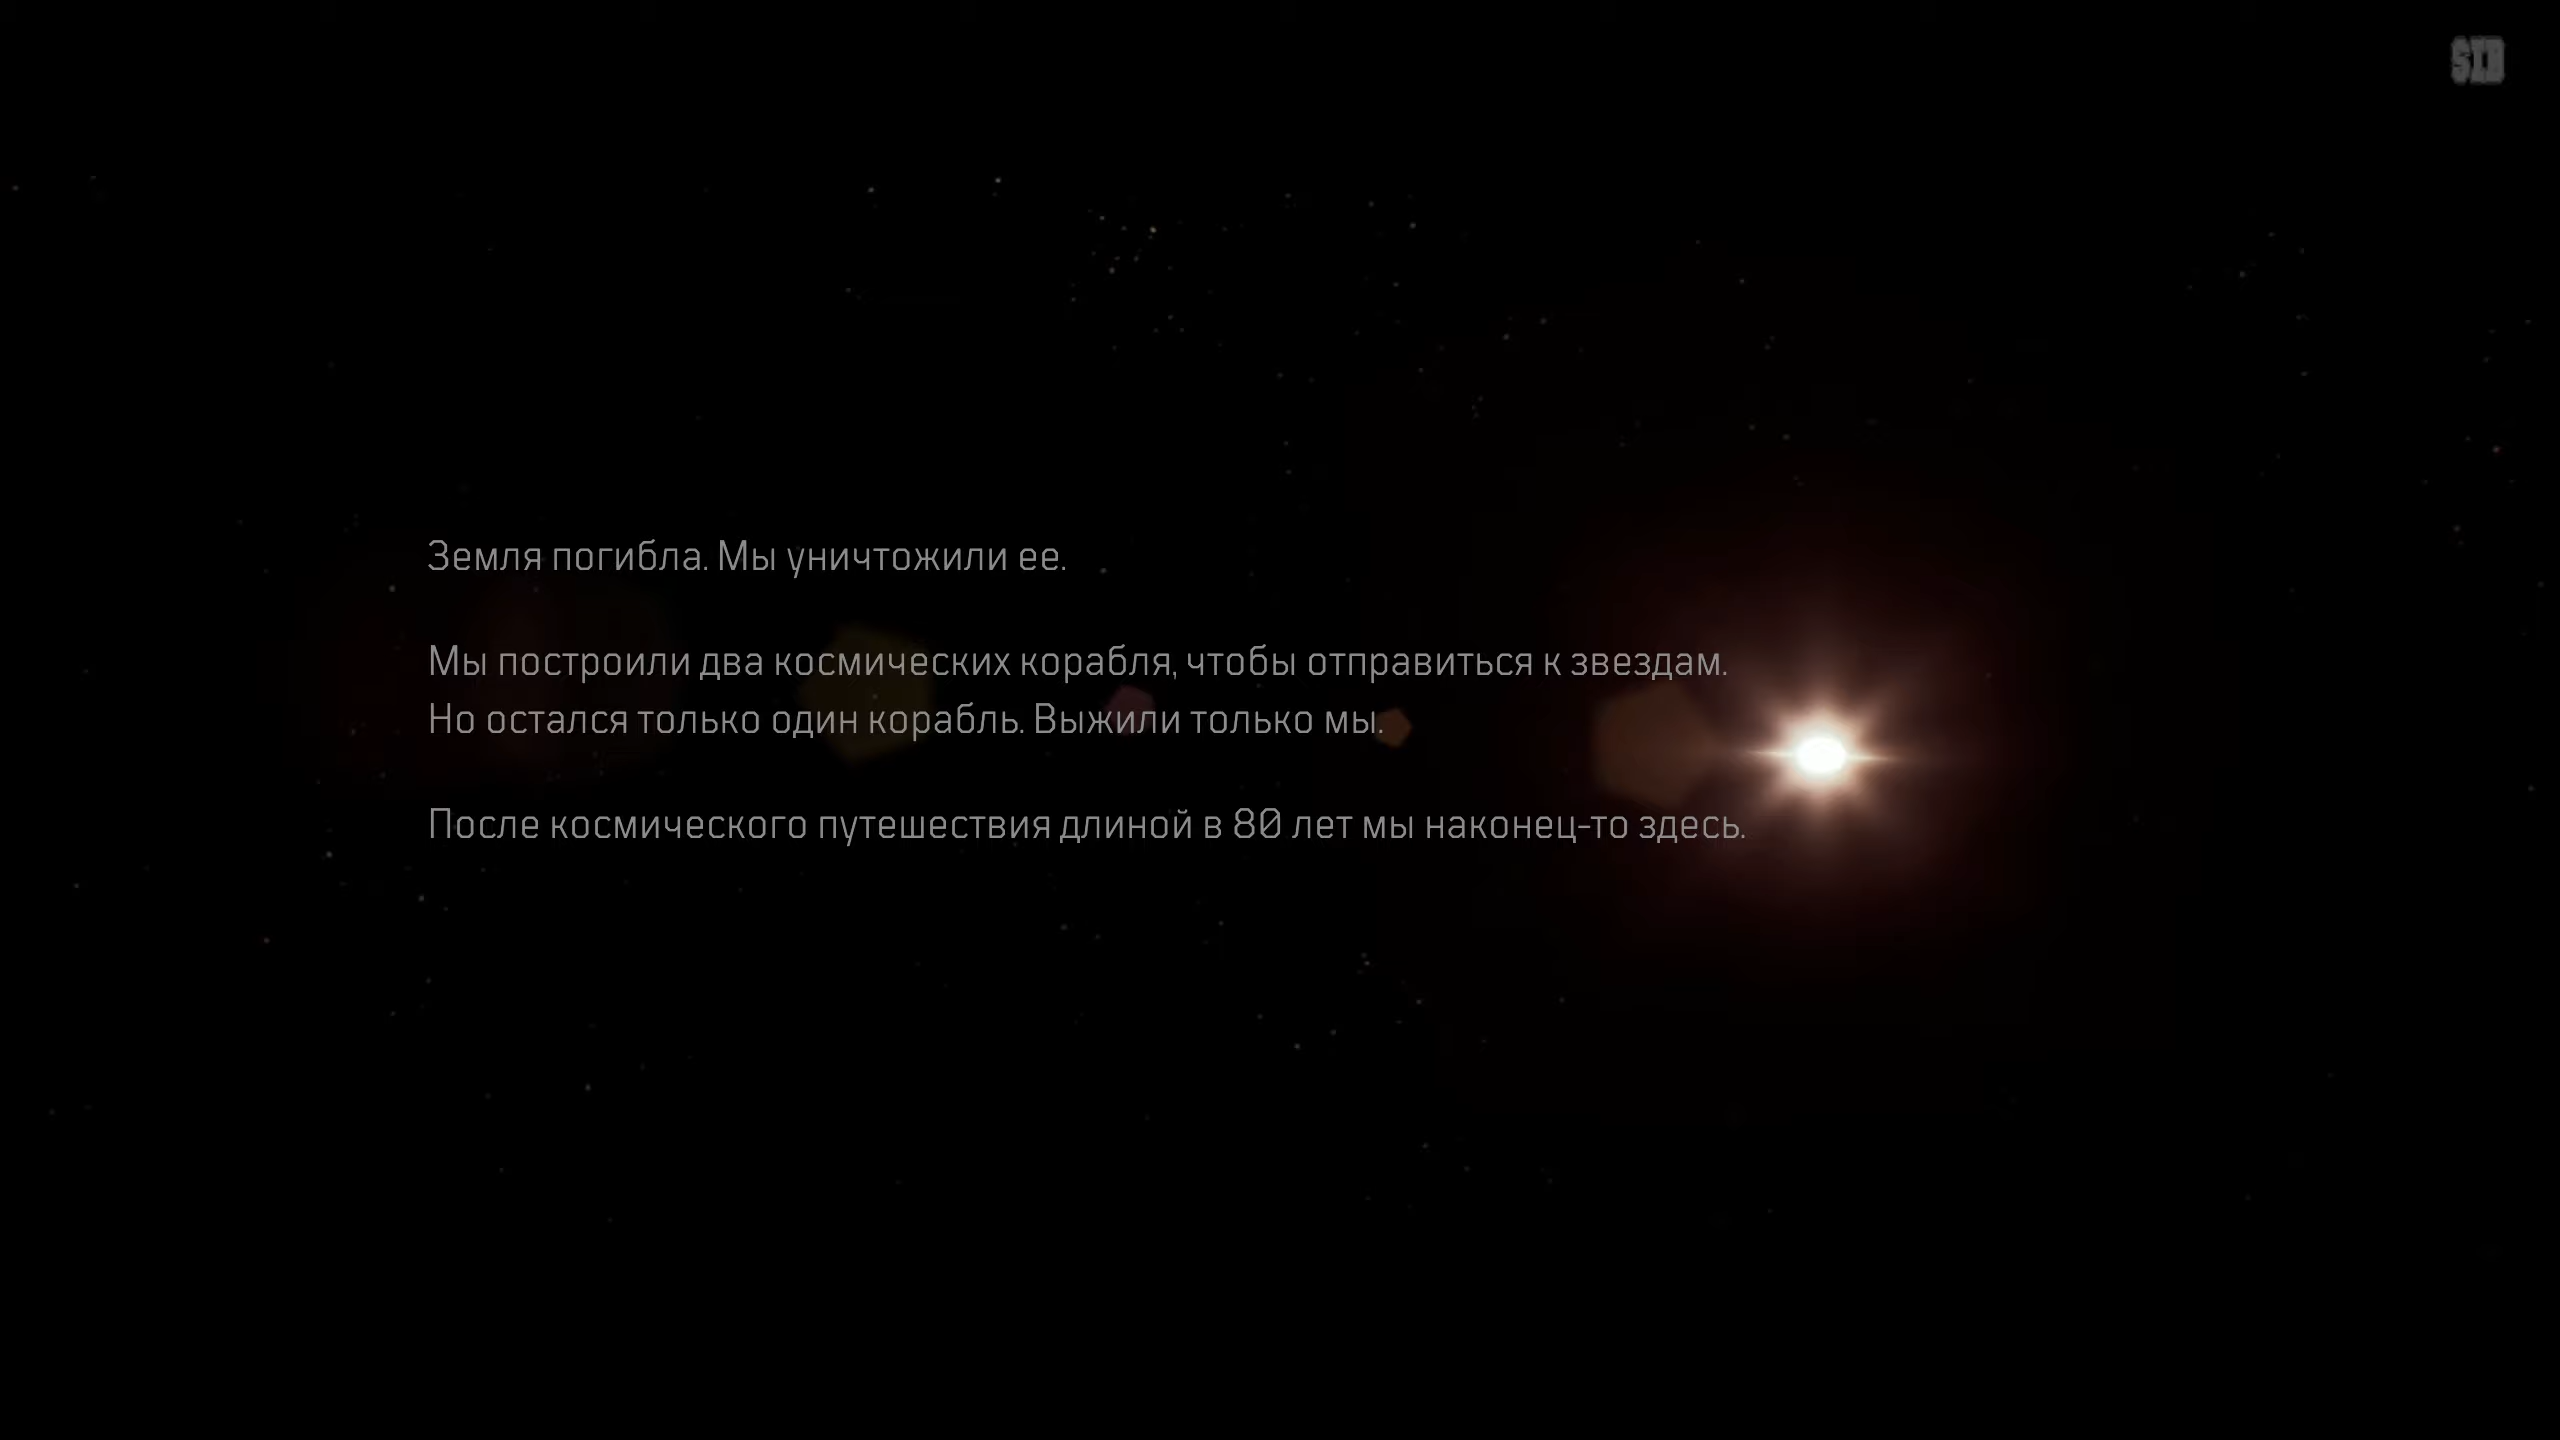 SID
Земля погибла. Мы уничтожили ее.
Мы построили два космических корабля, чтобы отправиться к звездам.
Но остался только один корабль. Выжили только мы.
После космического путешествия длиной в 80 лет мы наконец-то здесь.